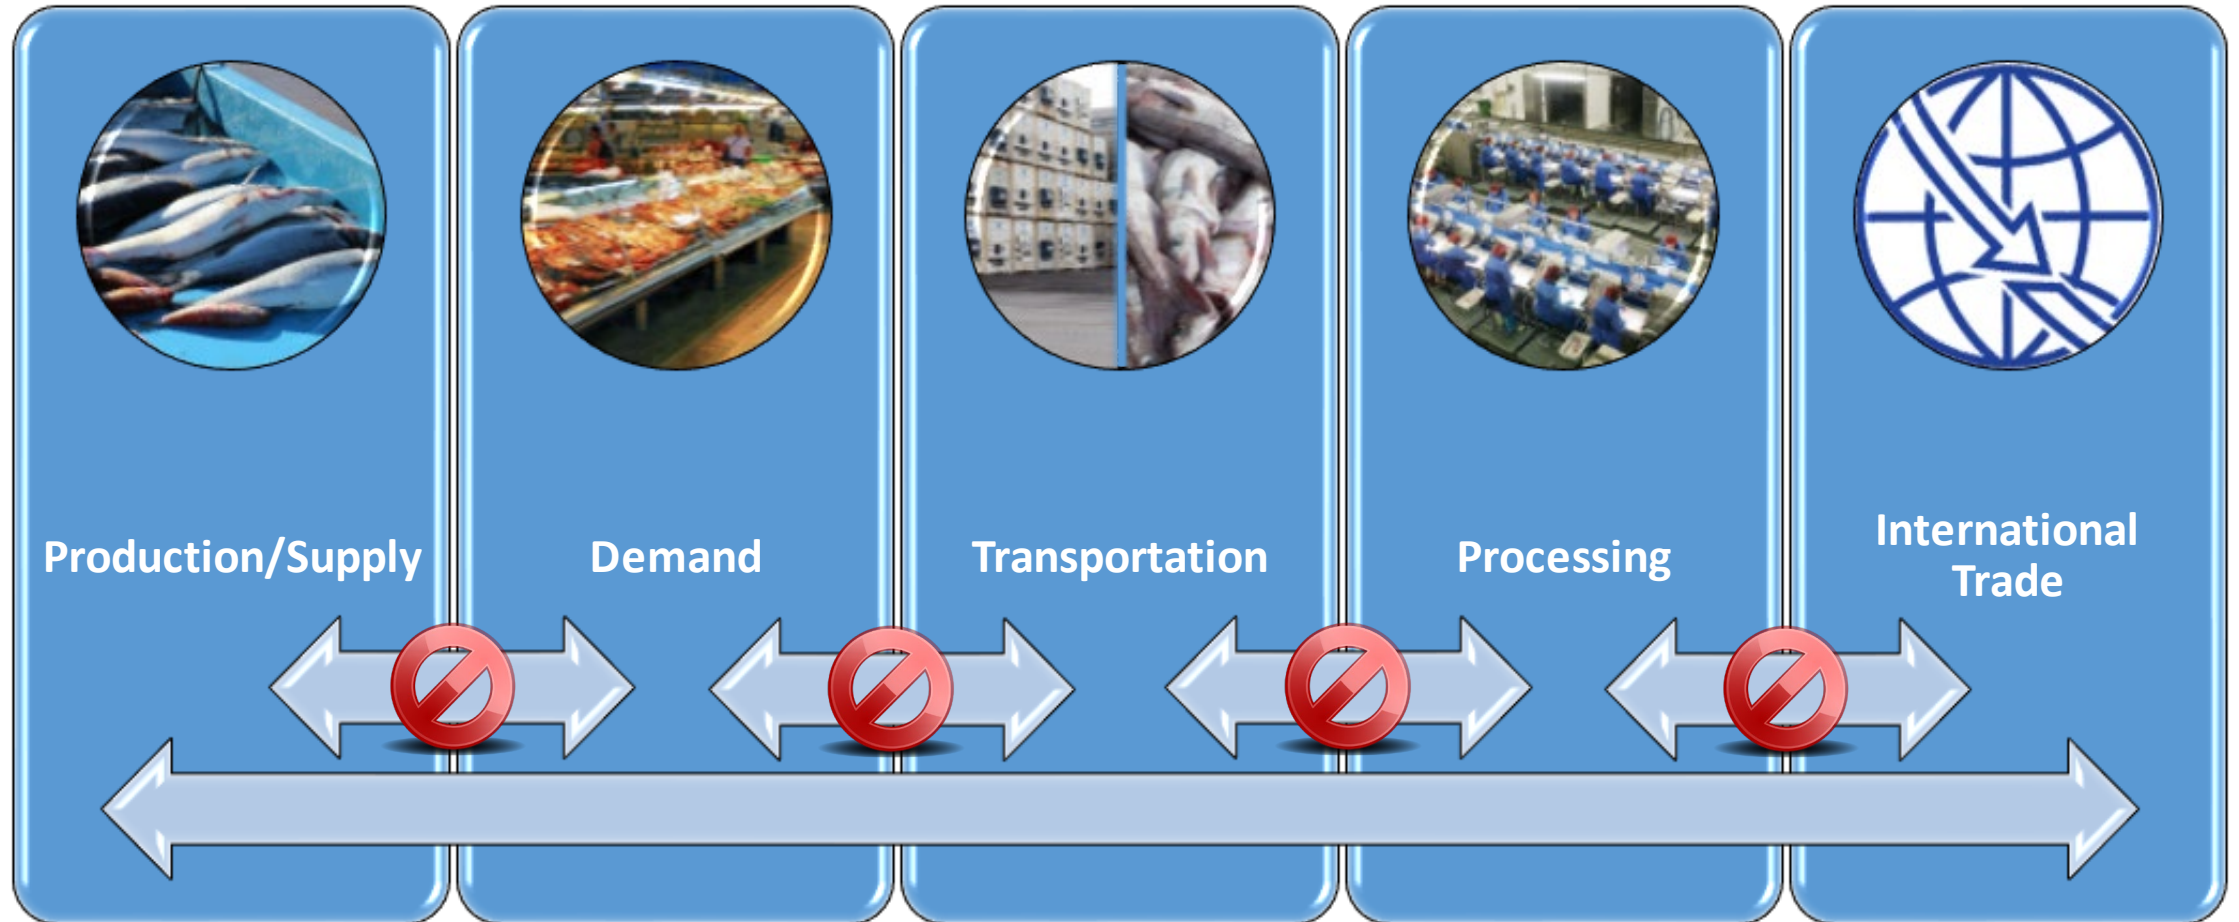 Production/Supply
Demand
Transportation
Processing
International
Trade